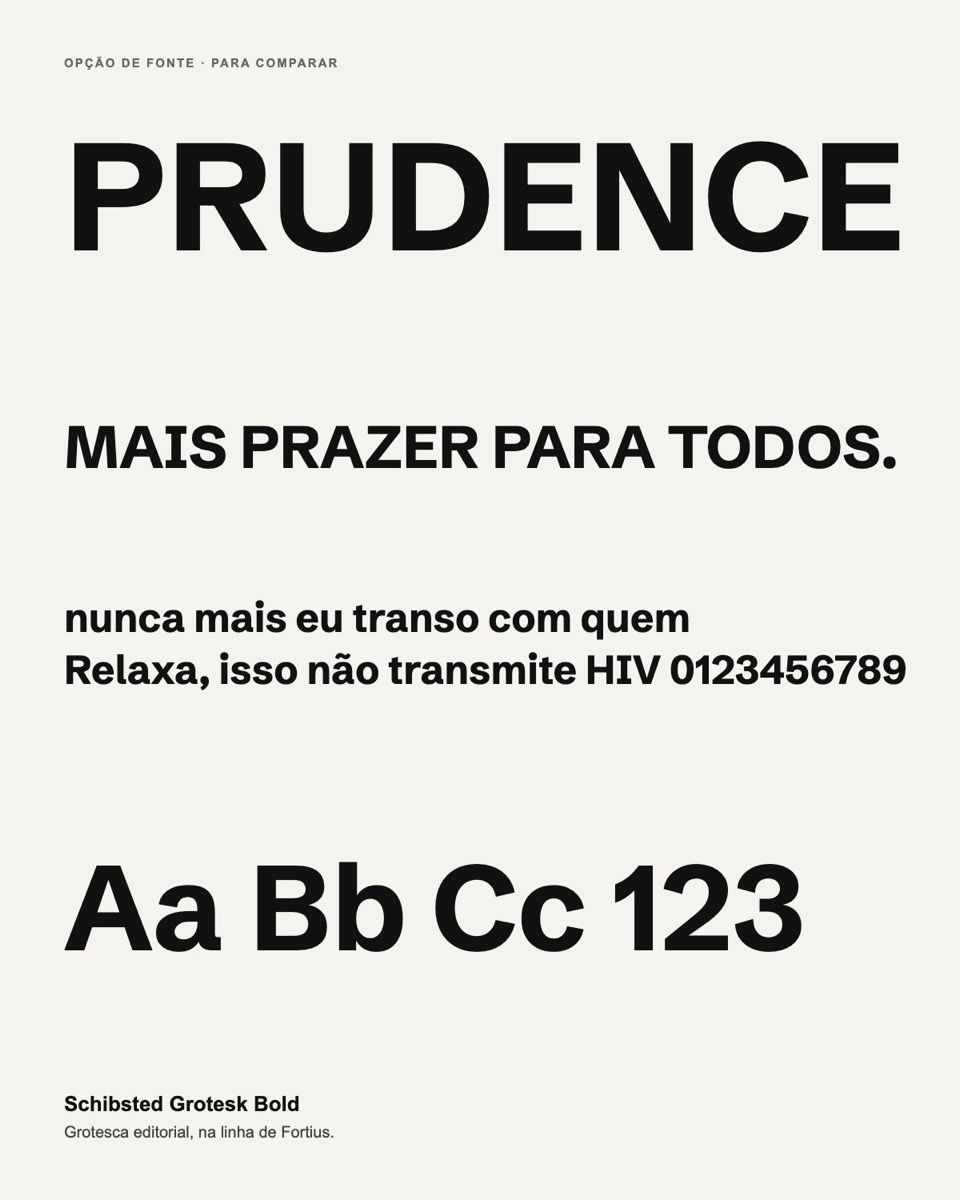 OPÇÃO DE FONTE · PARA COMPARAR
PRUDENCE
MAIS PRAZER PARA TODOS.
nunca mais eu transo com quem
Relaxa, isso não transmite HIV 0123456789
Aa Bb Cc 123
Schibsted Grotesk Bold
Grotesca editorial, na linha de Fortius.